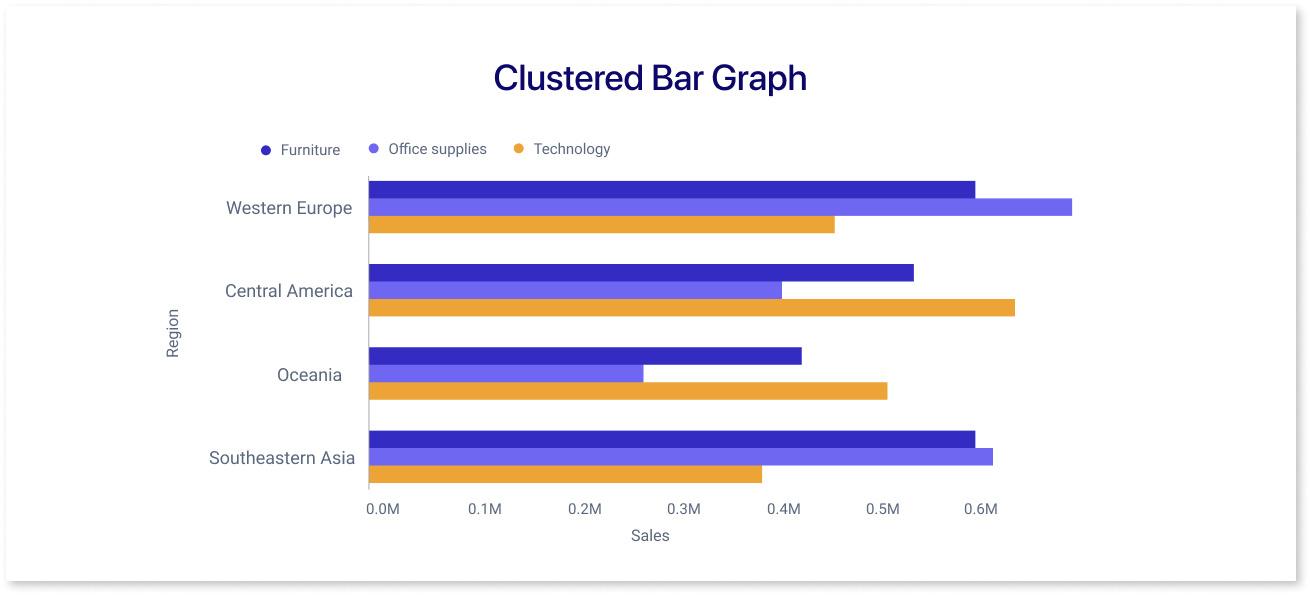 Clustered Bar Graph
Furniture Office supplies Technology
Western Europe
Central America
Region
Oceania
Southeastern Asia
0.0M 0.1M 0.2M 0.3M 0.4M 0.5M 0.6M
Sales